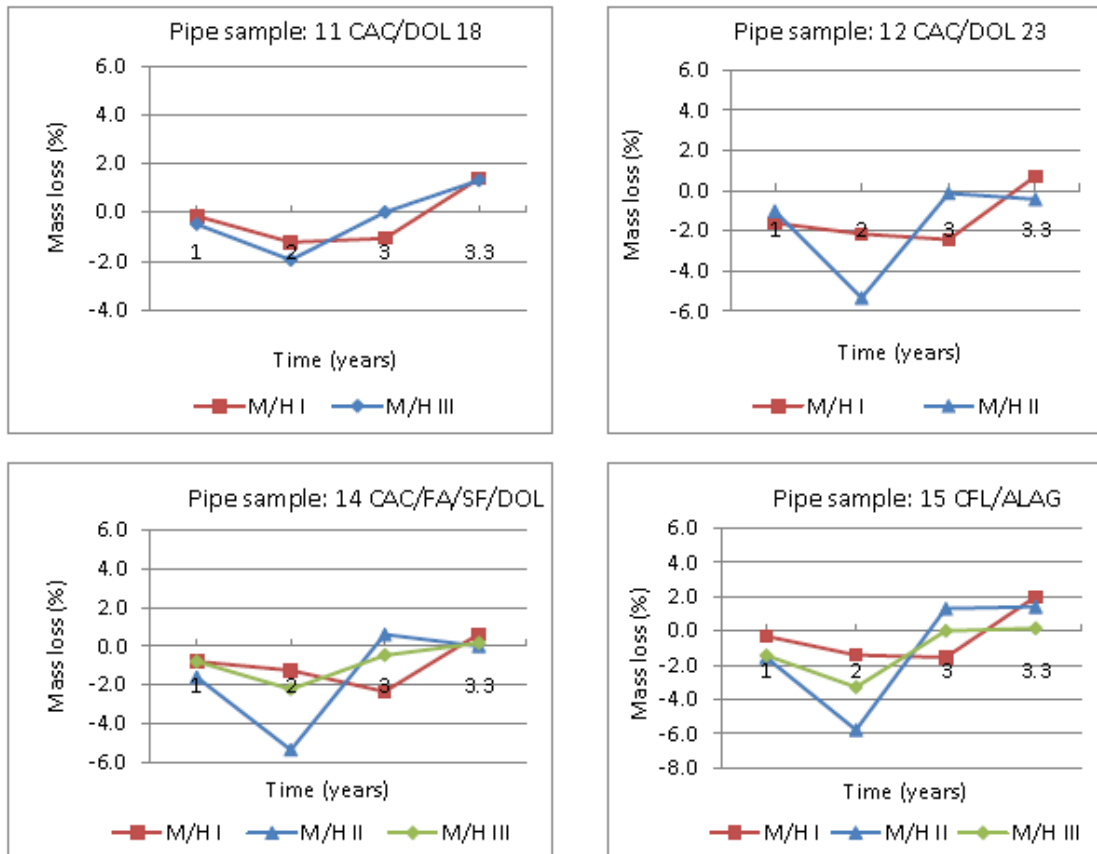 Pipe sample: 11 CAC/DOL 18
6.0
4.0
2.0
0.0
-2.0
-4.0
Mass loss (%)
1 2 3 3.3
Time (years)
M/H I M/H III
Pipe sample: 12 CAC/DOL 23
6.0
4.0
2.0
0.0
-2.0
-4.0
-6.0
Mass loss (%)
1 2 3 3.3
Time (years)
M/H I M/H II
Pipe sample: 14 CAC/FA/SF/DOL
6.0
4.0
2.0
0.0
-2.0
-4.0
-6.0
Mass loss (%)
1 2 3 3.3
Time (years)
M/H I M/H II M/H III
Pipe sample: 15 CFL/ALAG
6.0
4.0
2.0
0.0
-2.0
-4.0
-6.0
-8.0
Mass loss (%)
1 2 3 3.3
Time (years)
M/H I M/H II M/H III